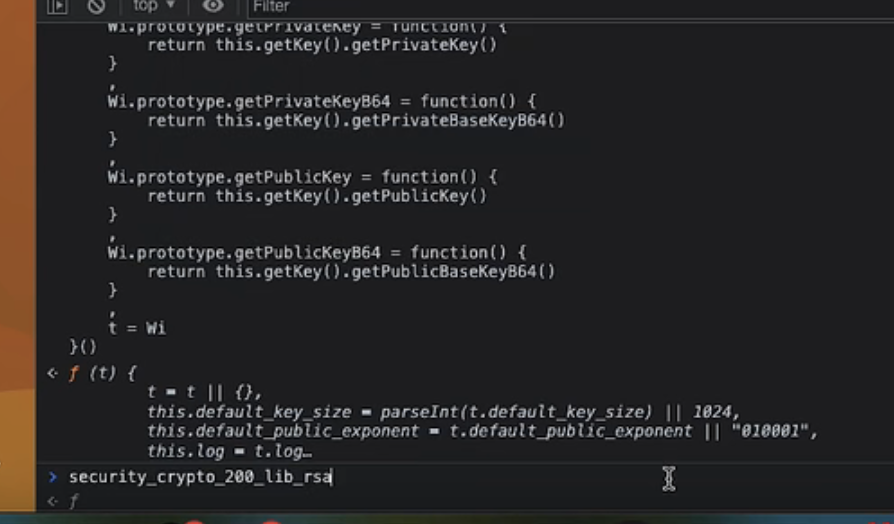 top ▼ Filter
Wi.prototype.getPrivateKey = function() {
return this.getKey().getPrivateKey()
}
,
Wi.prototype.getPrivateKeyB64 = function() {
return this.getKey().getPrivateBaseKeyB64()
}
,
Wi.prototype.getPublicKey = function() {
return this.getKey().getPublicKey()
}
,
Wi.prototype.getPublicKeyB64 = function() {
return this.getKey().getPublicBaseKeyB64()
}
,
t = Wi
}()
ƒ (t) {
t = t || {},
this.default_key_size = parseInt(t.default_key_size) || 1024,
this.default_public_exponent = t.default_public_exponent || "010001",
this.log = t.log…
> security_crypto_200_lib_rsa
ƒ